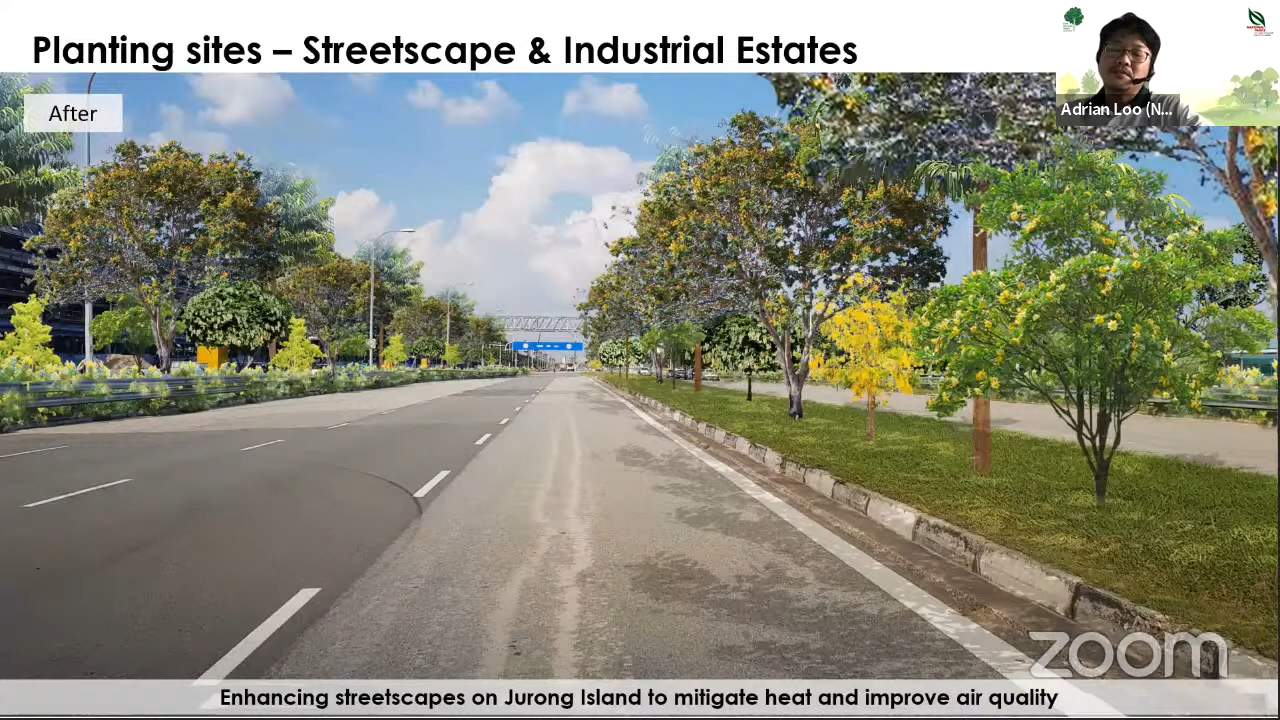 Planting sites – Streetscape & Industrial Estates
After
Adrian Loo (N...
zoom
Enhancing streetscapes on Jurong Island to mitigate heat and improve air quality